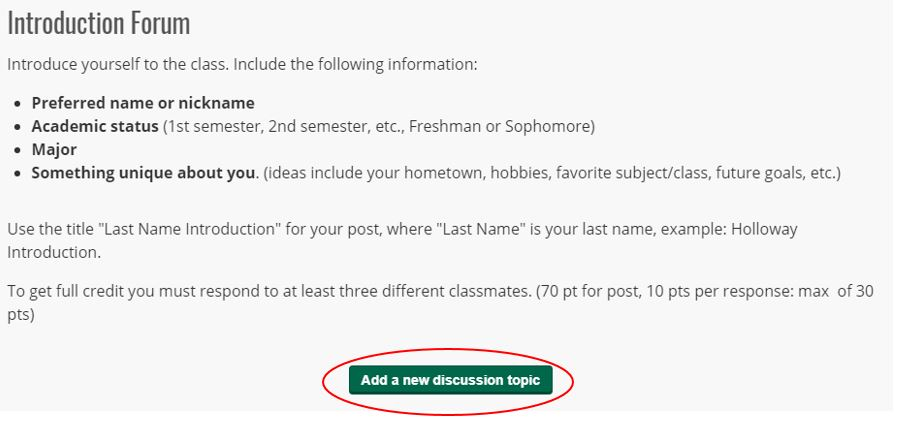 Introduction Forum
Introduce yourself to the class. Include the following information:
• Preferred name or nickname
• Academic status (1st semester, 2nd semester, etc., Freshman or Sophomore)
• Major
• Something unique about you. (ideas include your hometown, hobbies, favorite subject/class, future goals, etc.)
Use the title "Last Name Introduction" for your post, where "Last Name" is your last name, example: Holloway
Introduction.
To get full credit you must respond to at least three different classmates. (70 pt for post, 10 pts per response: max  of 30
pts)
Add a new discussion topic